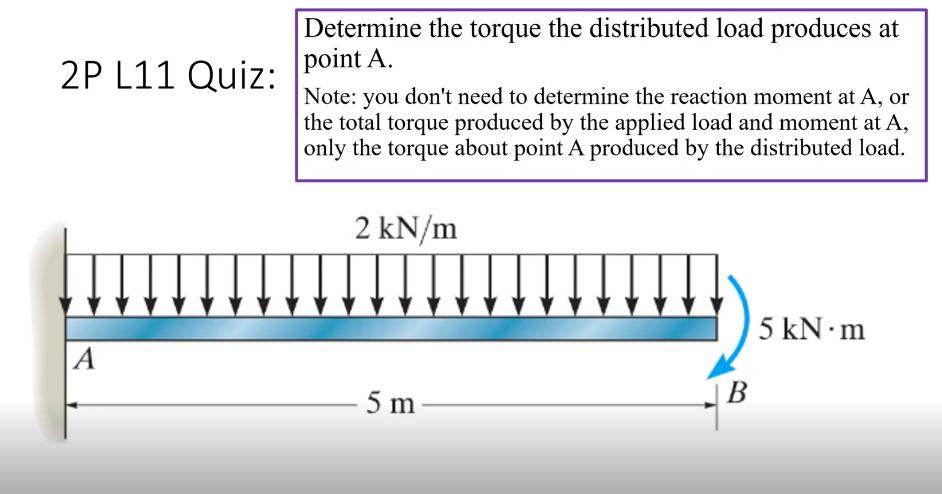 2P L11 Quiz:
Determine the torque the distributed load produces at
point A.
Note: you don't need to determine the reaction moment at A, or
the total torque produced by the applied load and moment at A,
only the torque about point A produced by the distributed load.
2 kN/m
5 kN·m
A
B
5 m